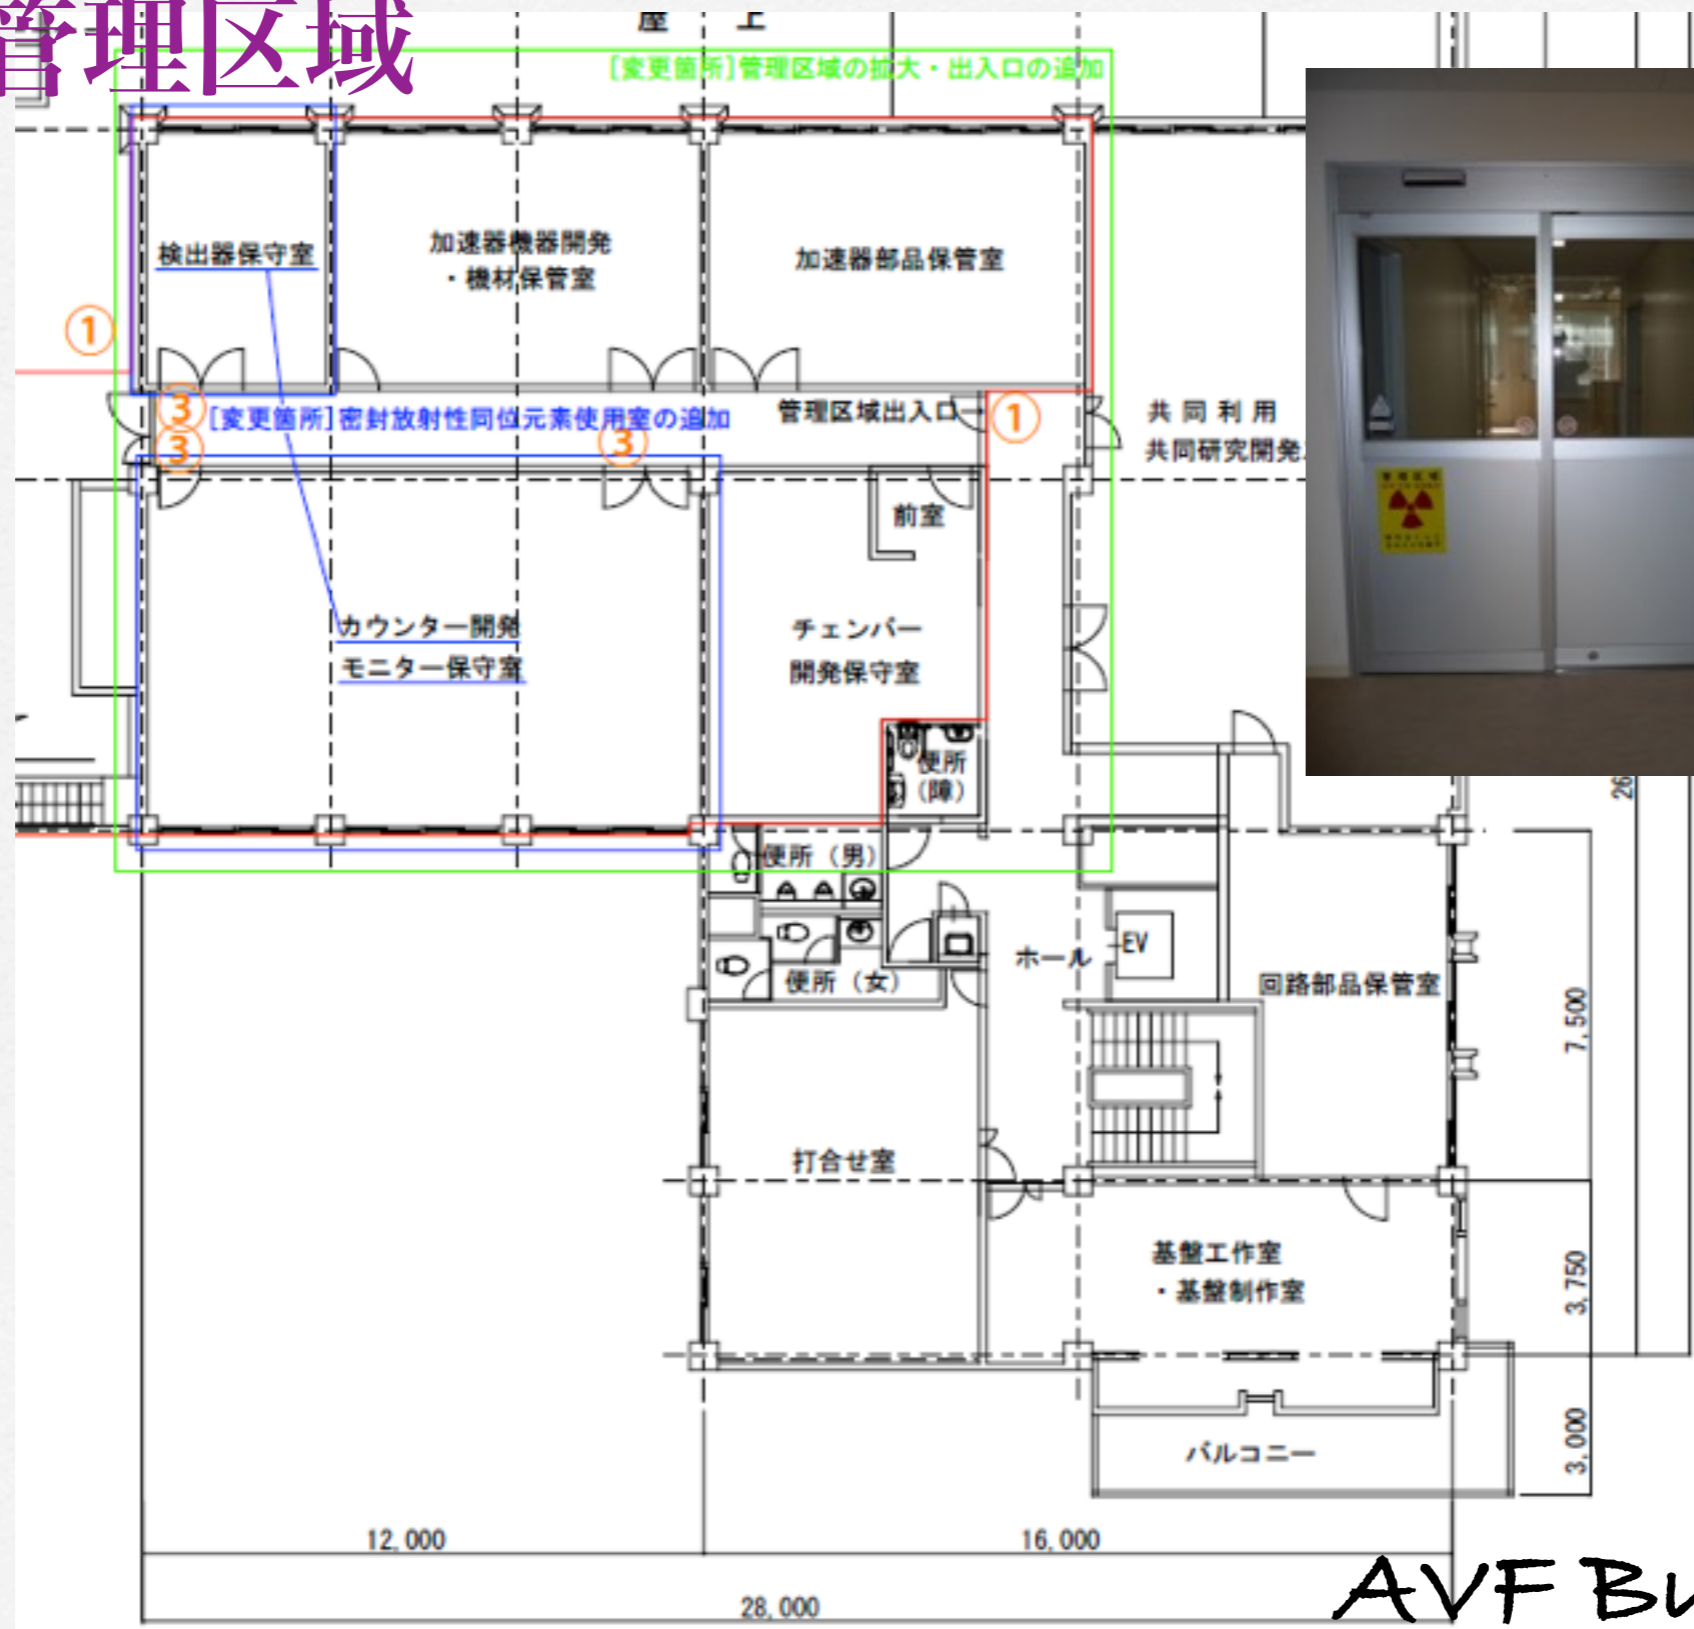 管理区域
屋 上
[変更箇所]管理区域の拡大・出入口の追加
検出器保守室
加速器機器開発
・機材保管室
加速器部品保管室
①
③
[変更箇所]密封放射性同位元素使用室の追加
管理区域出入口
①
共同利用
共同研究開発
③
③
前室
カウンター開発
モニター保守室
チェンバー
開発保守室
便所
(障)
管理区域
26
便所(男)
便所(女)
ホール
EV
回路部品保管室
7,500
打合せ室
基盤工作室
・基盤制作室
3,750
バルコニー
3,000
12,000
16,000
28,000
AVF Bu